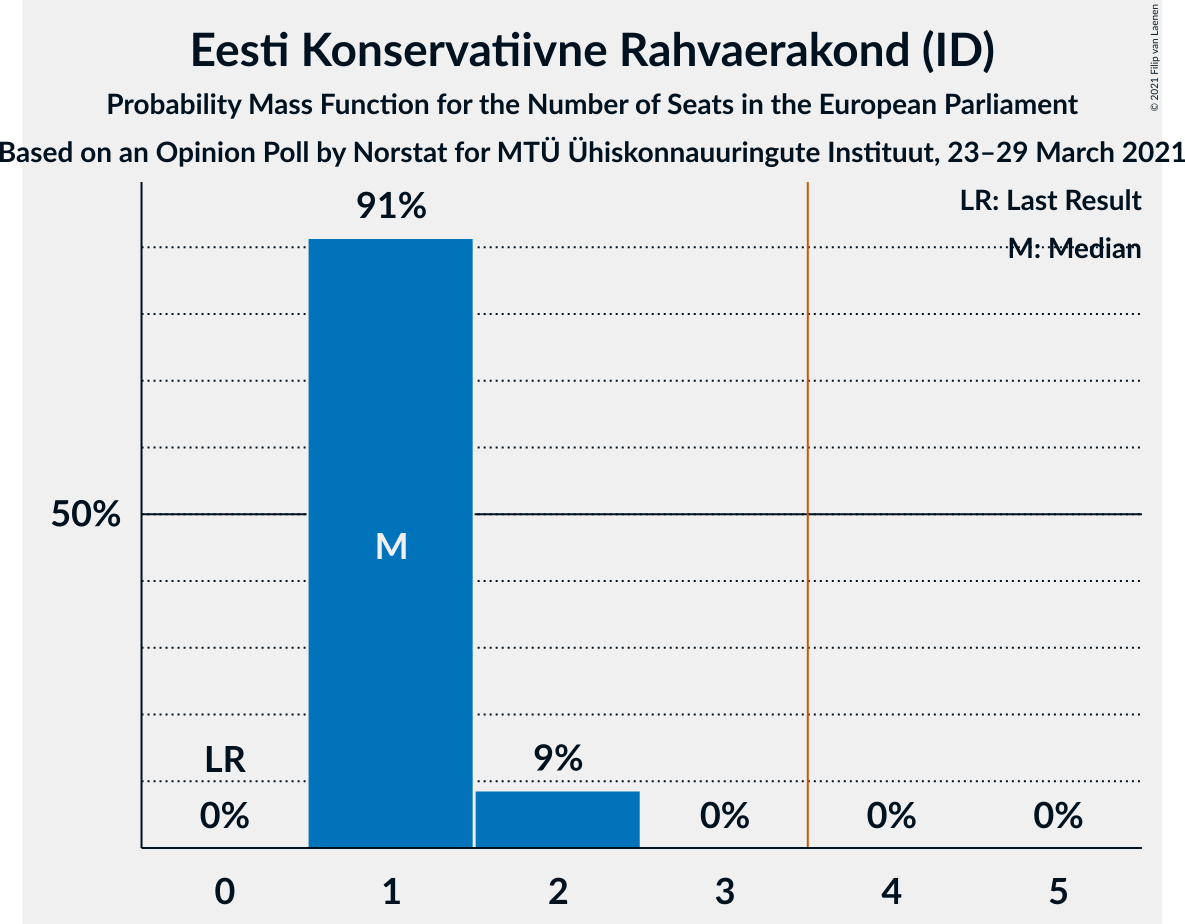 Eesti Konservatiivne Rahvaerakond (ID)
Probability Mass Function for the Number of Seats in the European Parliament
Based on an Opinion Poll by Norstat for MTÜ Ühiskonnauuringute Instituut, 23–29 March 2021
© 2021 Filip van Laenen
LR: Last Result
M: Median
91%
50%
M
LR
9%
0%
0%
0%
0%
0
1
2
3
4
5